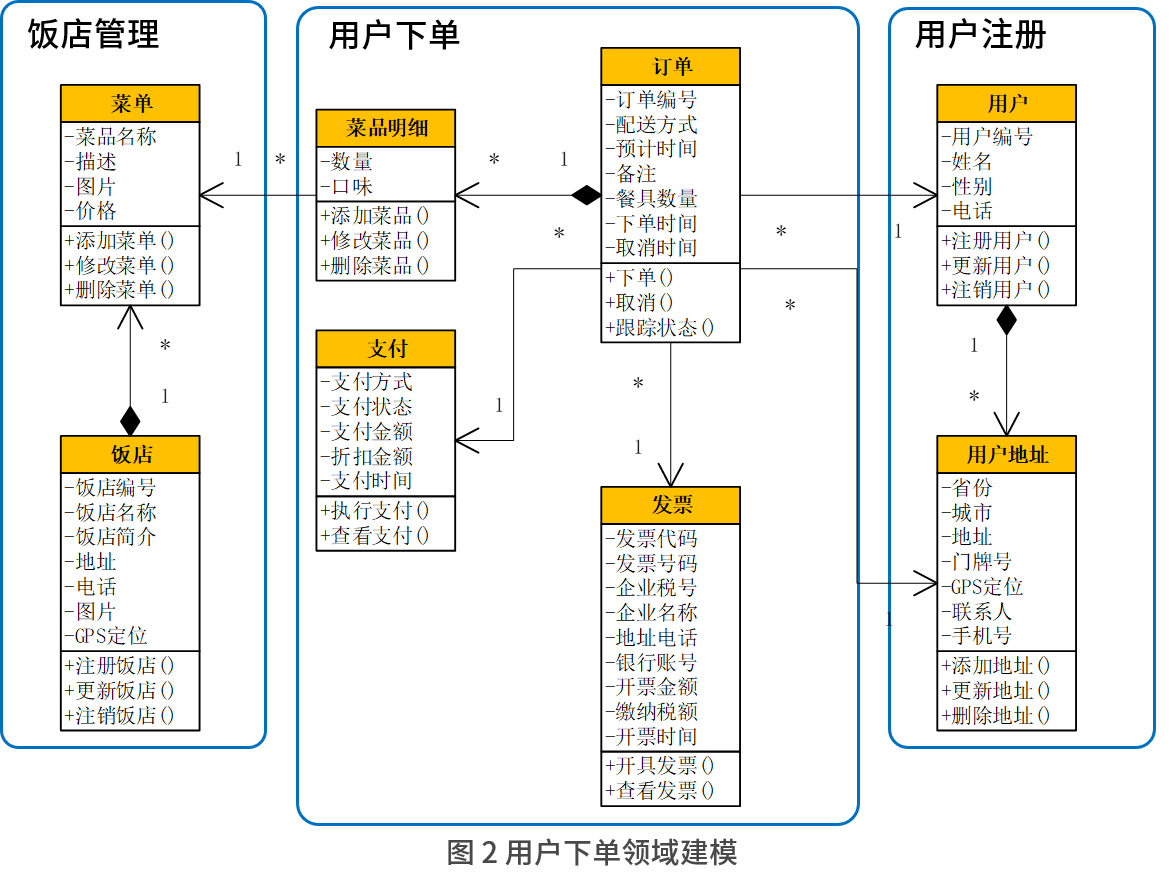 饭店管理
菜单
-菜品名称
-描述
-图片
-价格
+添加菜单()
+修改菜单()
+删除菜单()
1
*
*
1
饭店
-饭店编号
-饭店名称
-饭店简介
-地址
-电话
-图片
-GPS定位
+注册饭店()
+更新饭店()
+注销饭店()
用户下单
菜品明细
-数量
-口味
+添加菜品()
+修改菜品()
+删除菜品()
*
1
*
1
支付
-支付方式
-支付状态
-支付金额
-折扣金额
-支付时间
+执行支付()
+查看支付()
订单
-订单编号
-配送方式
-预计时间
-备注
-餐具数量
-下单时间
-取消时间
+下单()
+取消()
+跟踪状态()
*
1
*
1
*
1
发票
-发票代码
-发票号码
-企业税号
-企业名称
-地址电话
-银行账号
-开票金额
-缴纳税额
-开票时间
+开具发票()
+查看发票()
用户注册
用户
-用户编号
-姓名
-性别
-电话
+注册用户()
+更新用户()
+注销用户()
1
*
用户地址
-省份
-城市
-地址
-门牌号
-GPS定位
-联系人
-手机号
+添加地址()
+更新地址()
+删除地址()
图 2 用户下单领域建模